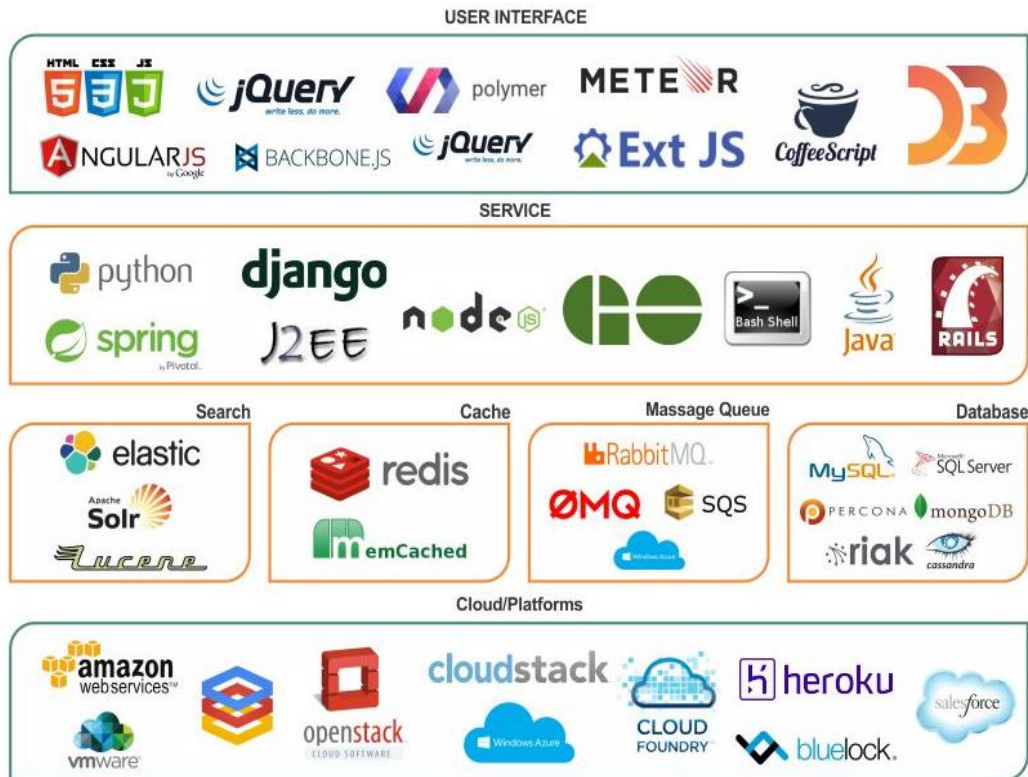 USER INTERFACE
HTML CSS JS
5 3 J
jQuery
write less, do more.
polymer
METEOR
CoffeeScript
D3
ANGULARJS
by Google
BACKBONE.JS
jQuery
write less, do more.
Ext JS
SERVICE
python
django
node
JS
GO
>_
Bash Shell
Java
RAILS
spring
by Pivotal.
J2EE
Search
elastic
Apache
Solr
Lucene
Cache
redis
memCached
Massage Queue
RabbitMQ
ØMQ
SQS
Windows Azure
Database
MySQL®
Microsoft
SQL Server
PERCONA
mongoDB
riak
cassandra
Cloud/Platforms
amazon
webservices™
vmware
openstack
CLOUD SOFTWARE
cloudstack
Windows Azure
CLOUD
FOUNDRY
heroku
bluelock®
salesforce